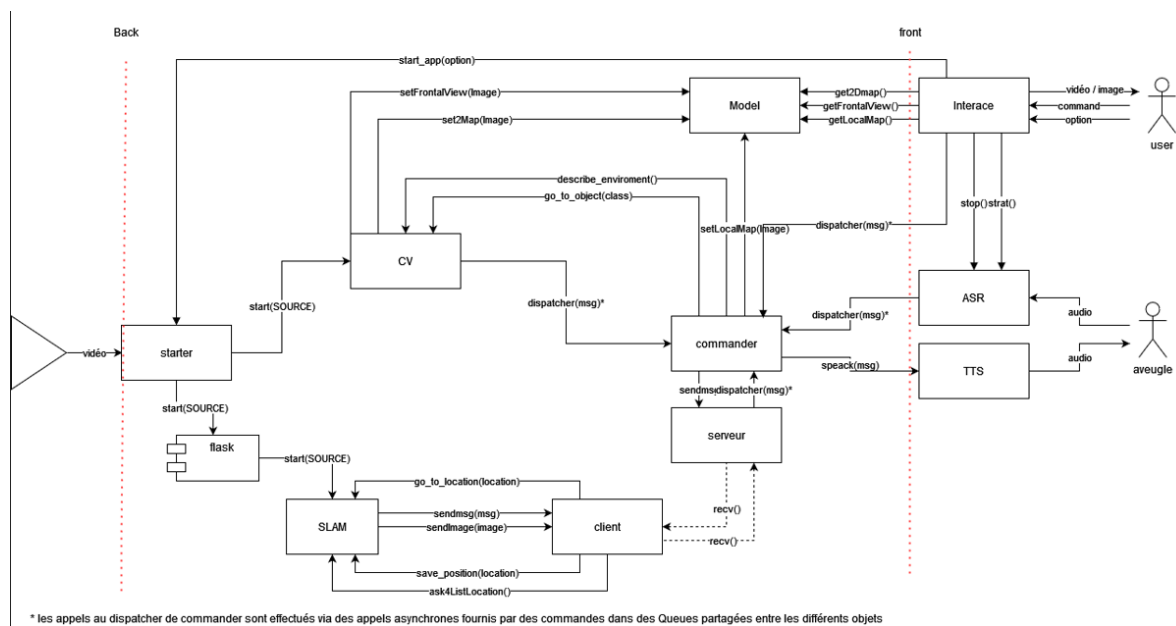 Back
front
start_app(option)
setFrontalView(Image)
set2Map(Image)
Model
get2Dmap()
getFrontalView()
getLocalMap()
Interace
vidéo / image
command
option
user
describe_enviroment()
go_to_object(class)
setLocalMap(Image)
dispatcher(msg)*
stop()
strat()
CV
dispatcher(msg)*
start(SOURCE)
ASR
audio
dispatcher(msg)*
vidéo
starter
commander
speack(msg)
TTS
audio
aveugle
start(SOURCE)
sendmsg
dispatcher(msg)*
flask
start(SOURCE)
serveur
go_to_location(location)
SLAM
sendmsg(msg)
sendImage(image)
client
recv()
recv()
save_position(location)
ask4ListLocation()
* les appels au dispatcher de commander sont effectués via des appels asynchrones fournis par des commandes dans des Queues partagées entre les différents objets